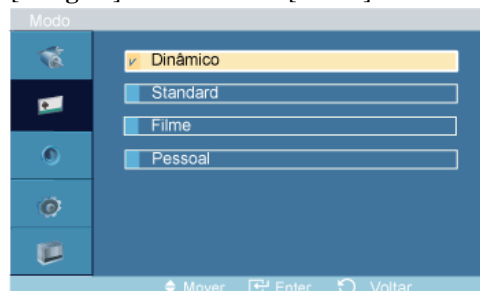 Modo
Dinâmico
Standard
Filme
Pessoal
Mover Enter Voltar